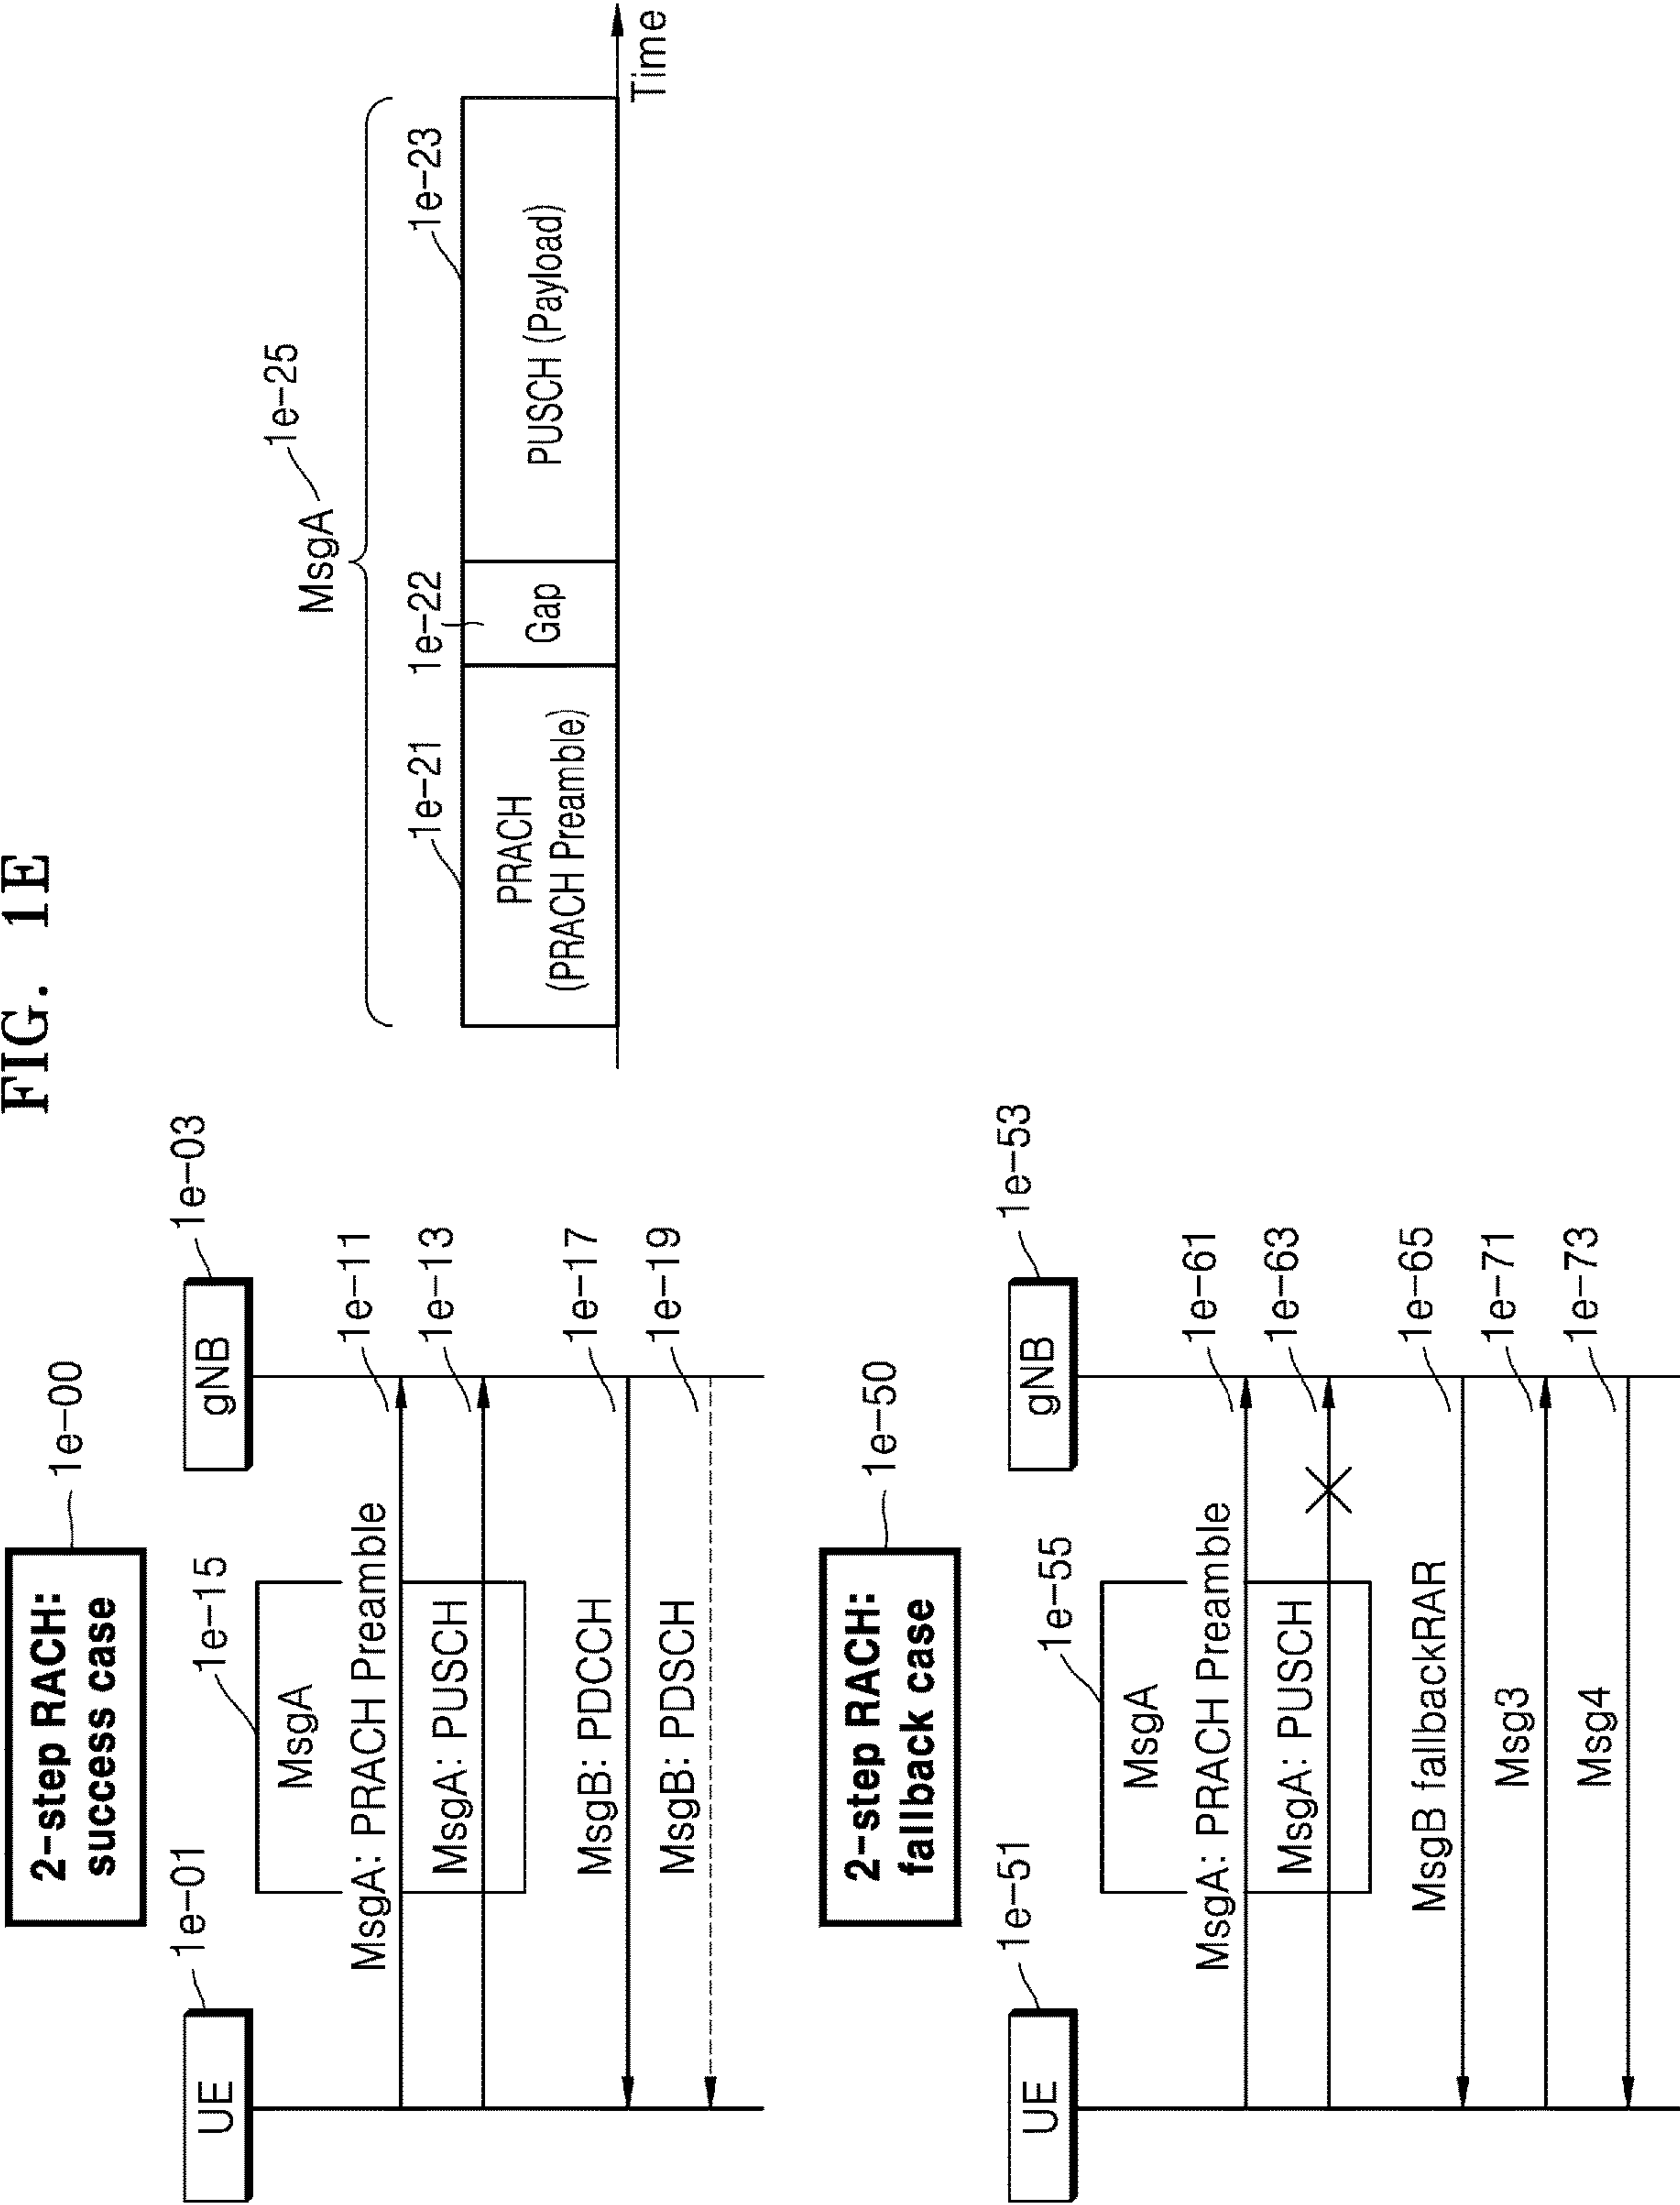 FIG. 1E
2-step RACH:
success case
1e-00
UE
1e-01
gNB
1e-03
MsgA
1e-15
MsgA: PRACH Preamble
1e-11
MsgA: PUSCH
1e-13
MsgB: PDCCH
1e-17
MsgB: PDSCH
1e-19
MsgA
1e-25
1e-21
1e-22
1e-23
PRACH
(PRACH Preamble)
Gap
PUSCH (Payload)
Time
2-step RACH:
fallback case
1e-50
UE
1e-51
gNB
1e-53
MsgA
1e-55
MsgA: PRACH Preamble
1e-61
MsgA: PUSCH
1e-63
MsgB fallbackRAR
1e-65
Msg3
1e-71
Msg4
1e-73